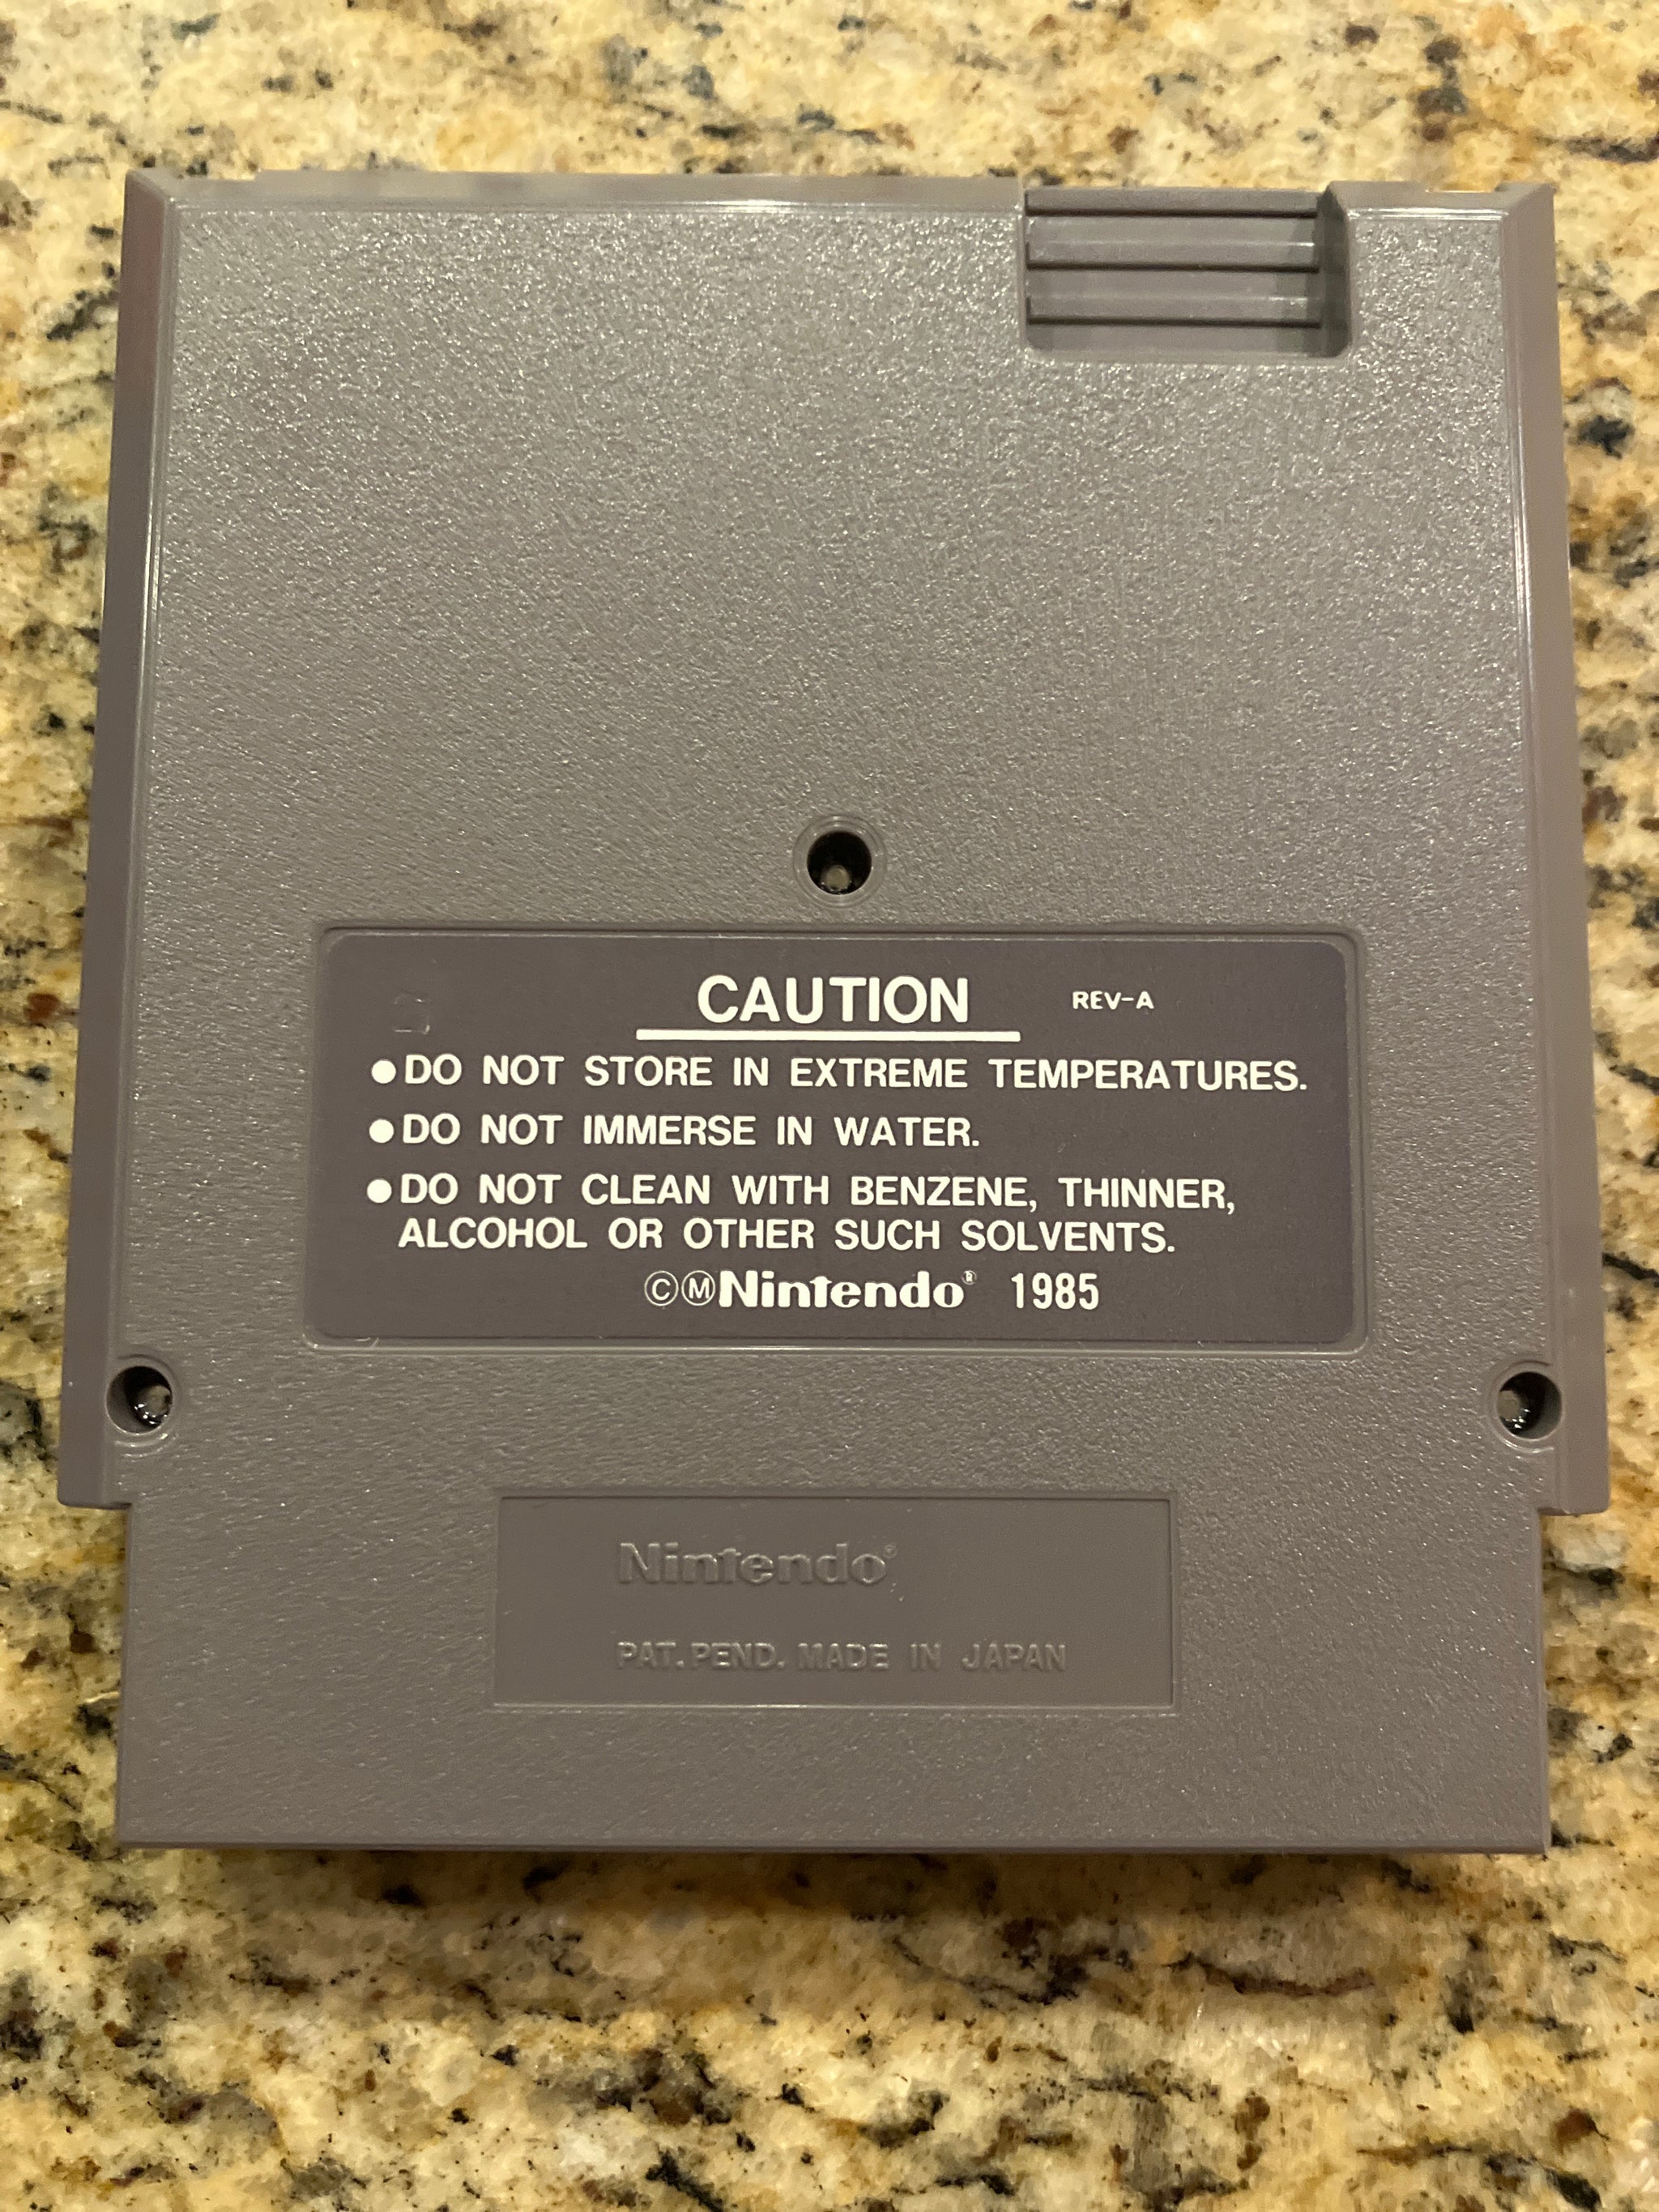 CAUTION REV-A
●DO NOT STORE IN EXTREME TEMPERATURES.
●DO NOT IMMERSE IN WATER.
●DO NOT CLEAN WITH BENZENE, THINNER,
ALCOHOL OR OTHER SUCH SOLVENTS.
©ⓂNintendo® 1985
Nintendo®
PAT. PEND. MADE IN JAPAN